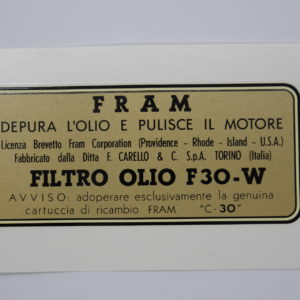 FRAM
DEPURA L'OLIO E PULISCE IL MOTORE
Licenza Brevetto Fram Corporation (Providence - Rhode - Island - U.S.A.)
Fabbricato dalla Ditta F. CARELLO & C. S.p.A. TORINO (Italia)
FILTRO OLIO F30-W
AVVISO: adoperare esclusivamente la genuina
cartuccia di ricambio FRAM "C-30"